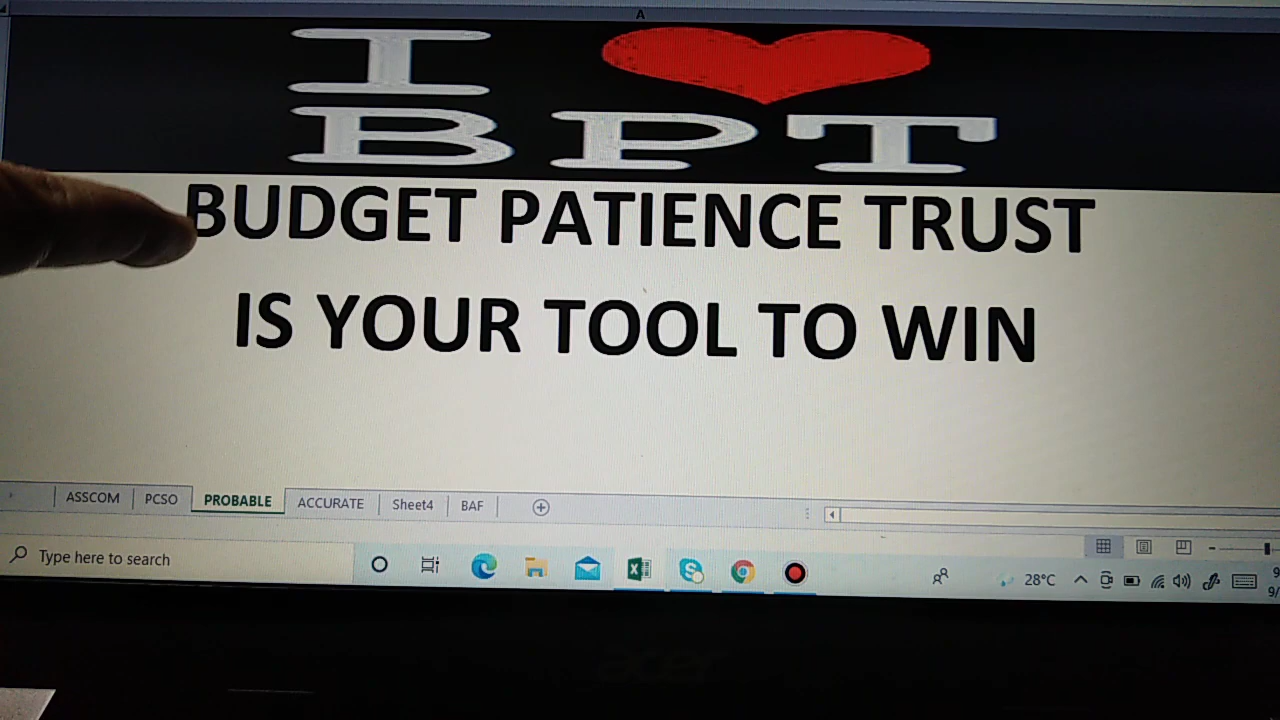 A
I
BPT
BUDGET PATIENCE TRUST
IS YOUR TOOL TO WIN
ASSCOM PCSO PROBABLE ACCURATE Sheet4 BAF
Type here to search
28°C
acer